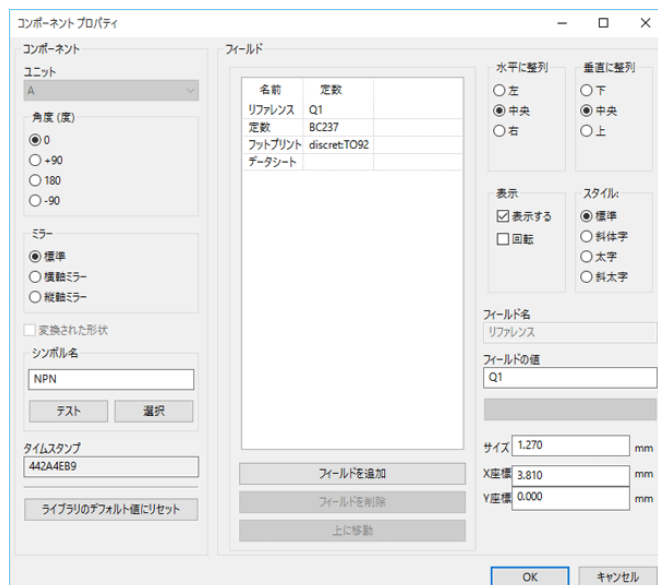 コンポーネント プロパティ
コンポーネント
ユニット
A
角度 (度)
0
+90
180
-90
ミラー
標準
横軸ミラー
縦軸ミラー
変換された形状
シンボル名
NPN
テスト 選択
タイムスタンプ
442A4EB9
ライブラリのデフォルト値にリセット
フィールド
名前 定数
リファレンス Q1
定数 BC237
フットプリント discret:TO92
データシート
フィールドを追加
フィールドを削除
上に移動
水平に整列
左
中央
右
垂直に整列
下
中央
上
表示
表示する
回転
スタイル:
標準
斜体字
太字
斜太字
フィールド名
リファレンス
フィールドの値
Q1
サイズ 1.270 mm
X座標 3.810 mm
Y座標 0.000 mm
OK キャンセル